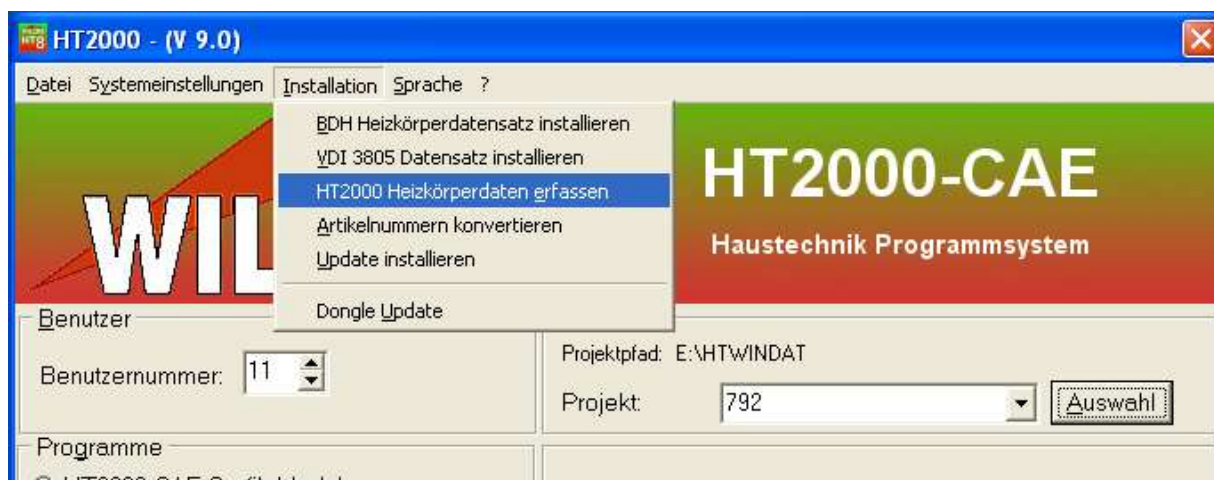 HT2000 - (V 9.0)
Datei Systemeinstellungen Installation Sprache ?
BDH Heizkörperdatensatz installieren
VDI 3805 Datensatz installieren
HT2000 Heizkörperdaten erfassen
Artikelnummern konvertieren
Update installieren
Dongle Update
HT2000-CAE
Haustechnik Programmsystem
Benutzer
Benutzernummer: 11
Projektpfad: E:\HTWINDAT
Projekt: 792 Auswahl
Programme